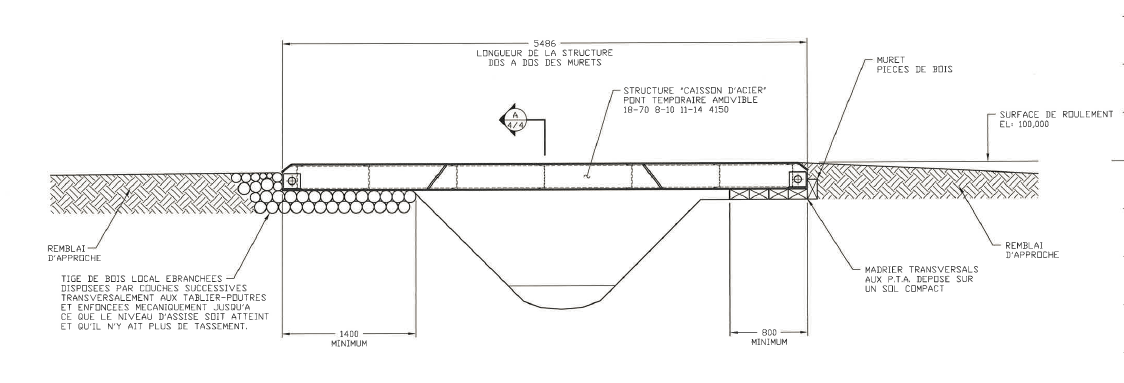 5486
LONGUEUR DE LA STRUCTURE
DOS A DOS DES MURETS
MURET
PIECES DE BOIS
STRUCTURE "CAISSON D'ACIER"
PONT TEMPORAIRE AMOVIBLE
18-70 8-10 11-14 4150
A
4/4
SURFACE DE ROULEMENT
EL: 100,000
REMBLAI
D'APPROCHE
TIGE DE BOIS LOCAL EBRANCHEES
DISPOSEES PAR COUCHES SUCCESSIVES
TRANSVERSALEMENT AUX TABLIER-POUTRES
ET ENFONCEES MECANIQUEMENT JUSQU'A
CE QUE LE NIVEAU D'ASSISE SOIT ATTEINT
ET QU'IL N'Y AIT PLUS DE TASSEMENT.
1400
MINIMUM
800
MINIMUM
MADRIER TRANSVERSALS
AUX P.T.A. DEPOSE SUR
UN SOL COMPACT
REMBLAI
D'APPROCHE